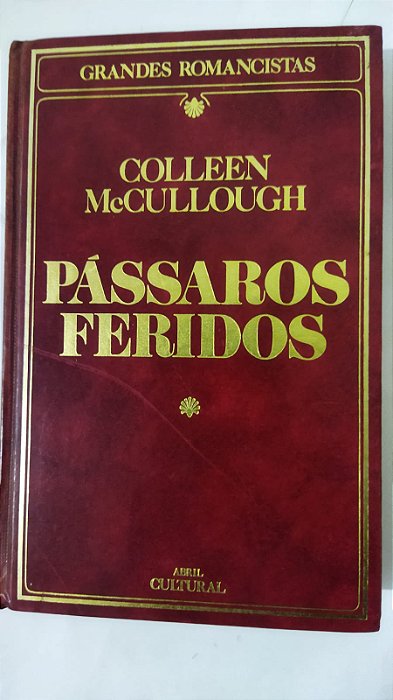 GRANDES ROMANCISTAS
COLLEEN
McCULLOUGH
PÁSSAROS
FERIDOS
ABRIL
CULTURAL